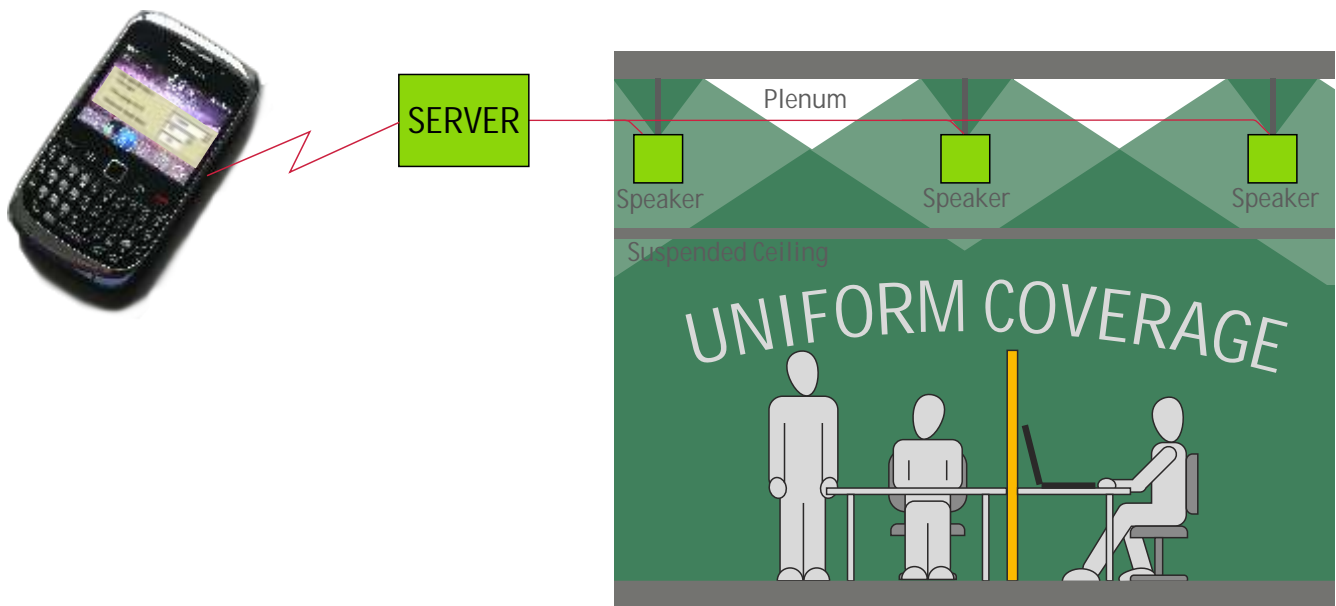 SERVER
Plenum
Speaker
Speaker
Speaker
Suspended Ceiling
UNIFORM COVERAGE